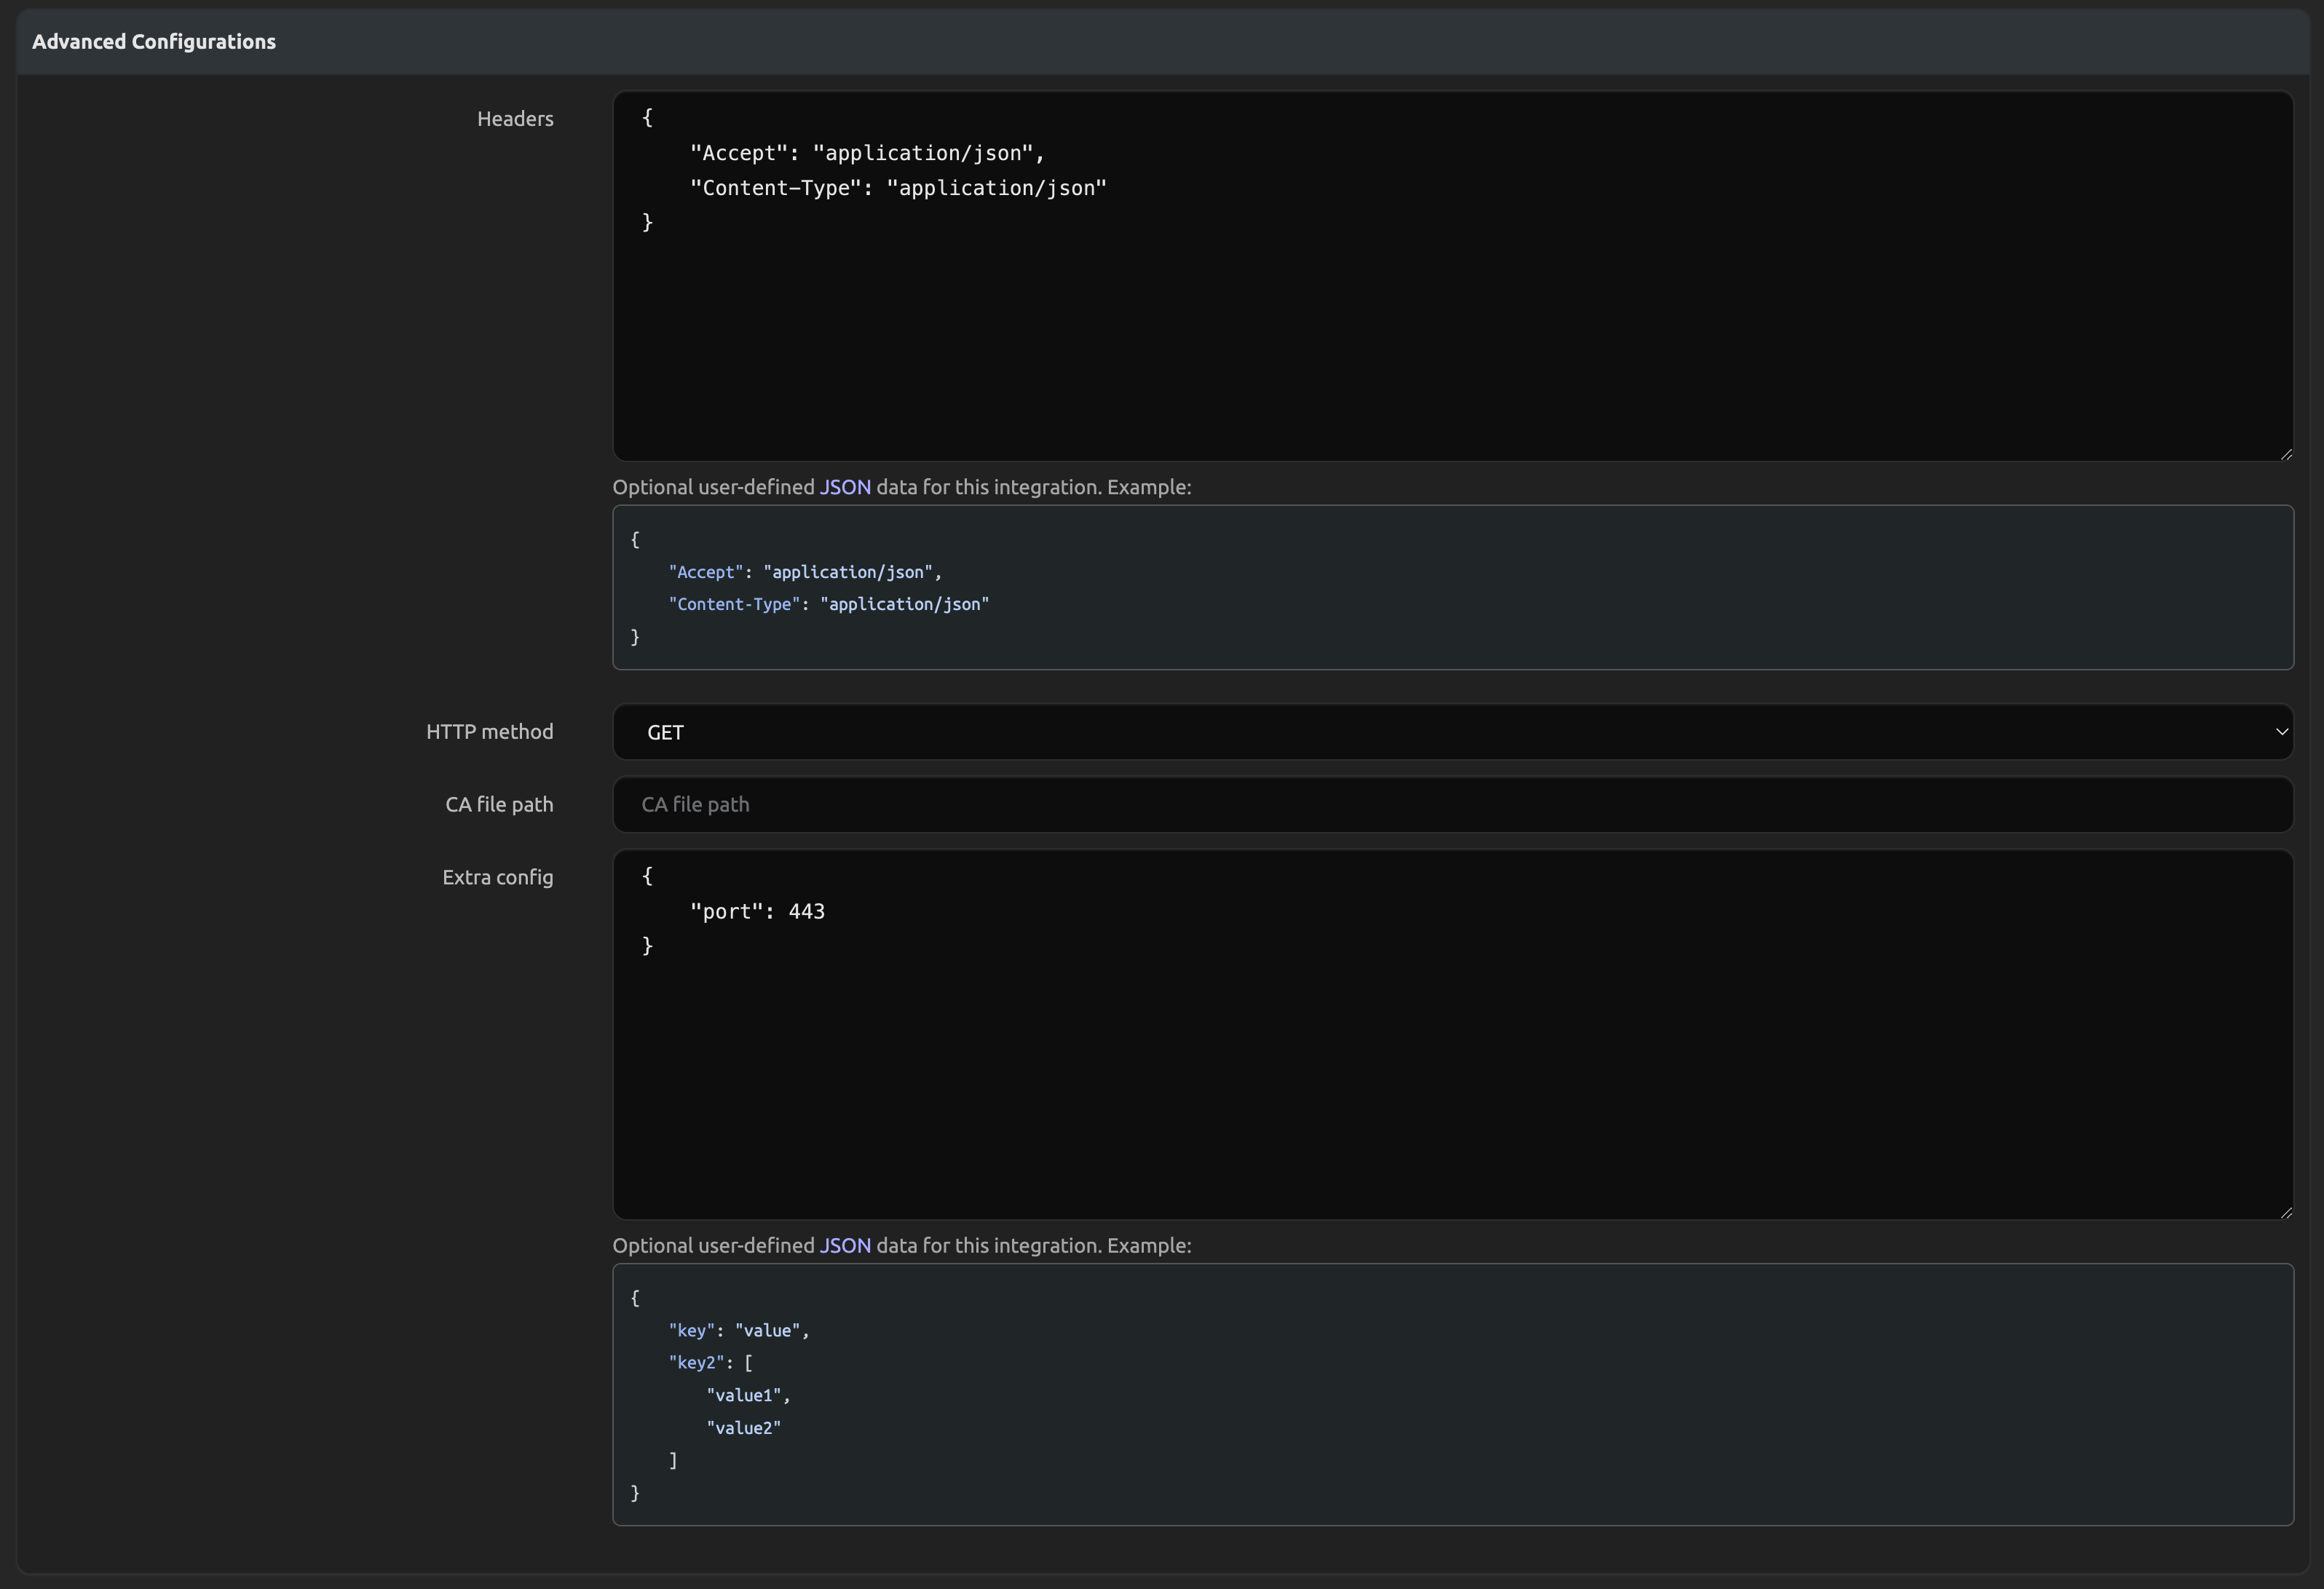 Advanced Configurations
Headers
{
    "Accept": "application/json",
    "Content-Type": "application/json"
}
Optional user-defined JSON data for this integration. Example:
{
    "Accept": "application/json",
    "Content-Type": "application/json"
}
HTTP method
GET
CA file path
CA file path
Extra config
{
    "port": 443
}
Optional user-defined JSON data for this integration. Example:
{
    "key": "value",
    "key2": [
        "value1",
        "value2"
    ]
}